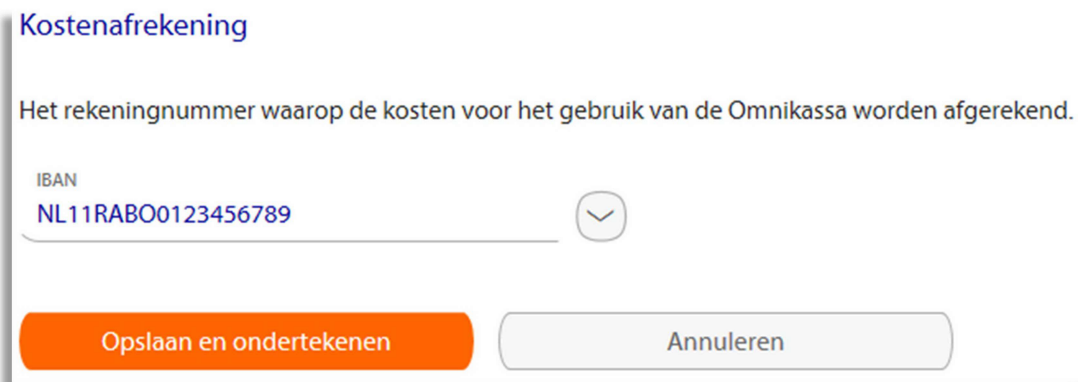 Kostenafrekening
Het rekeningnummer waarop de kosten voor het gebruik van de Omnikassa worden afgerekend.
IBAN
NL11RABO0123456789
Opslaan en ondertekenen
Annuleren